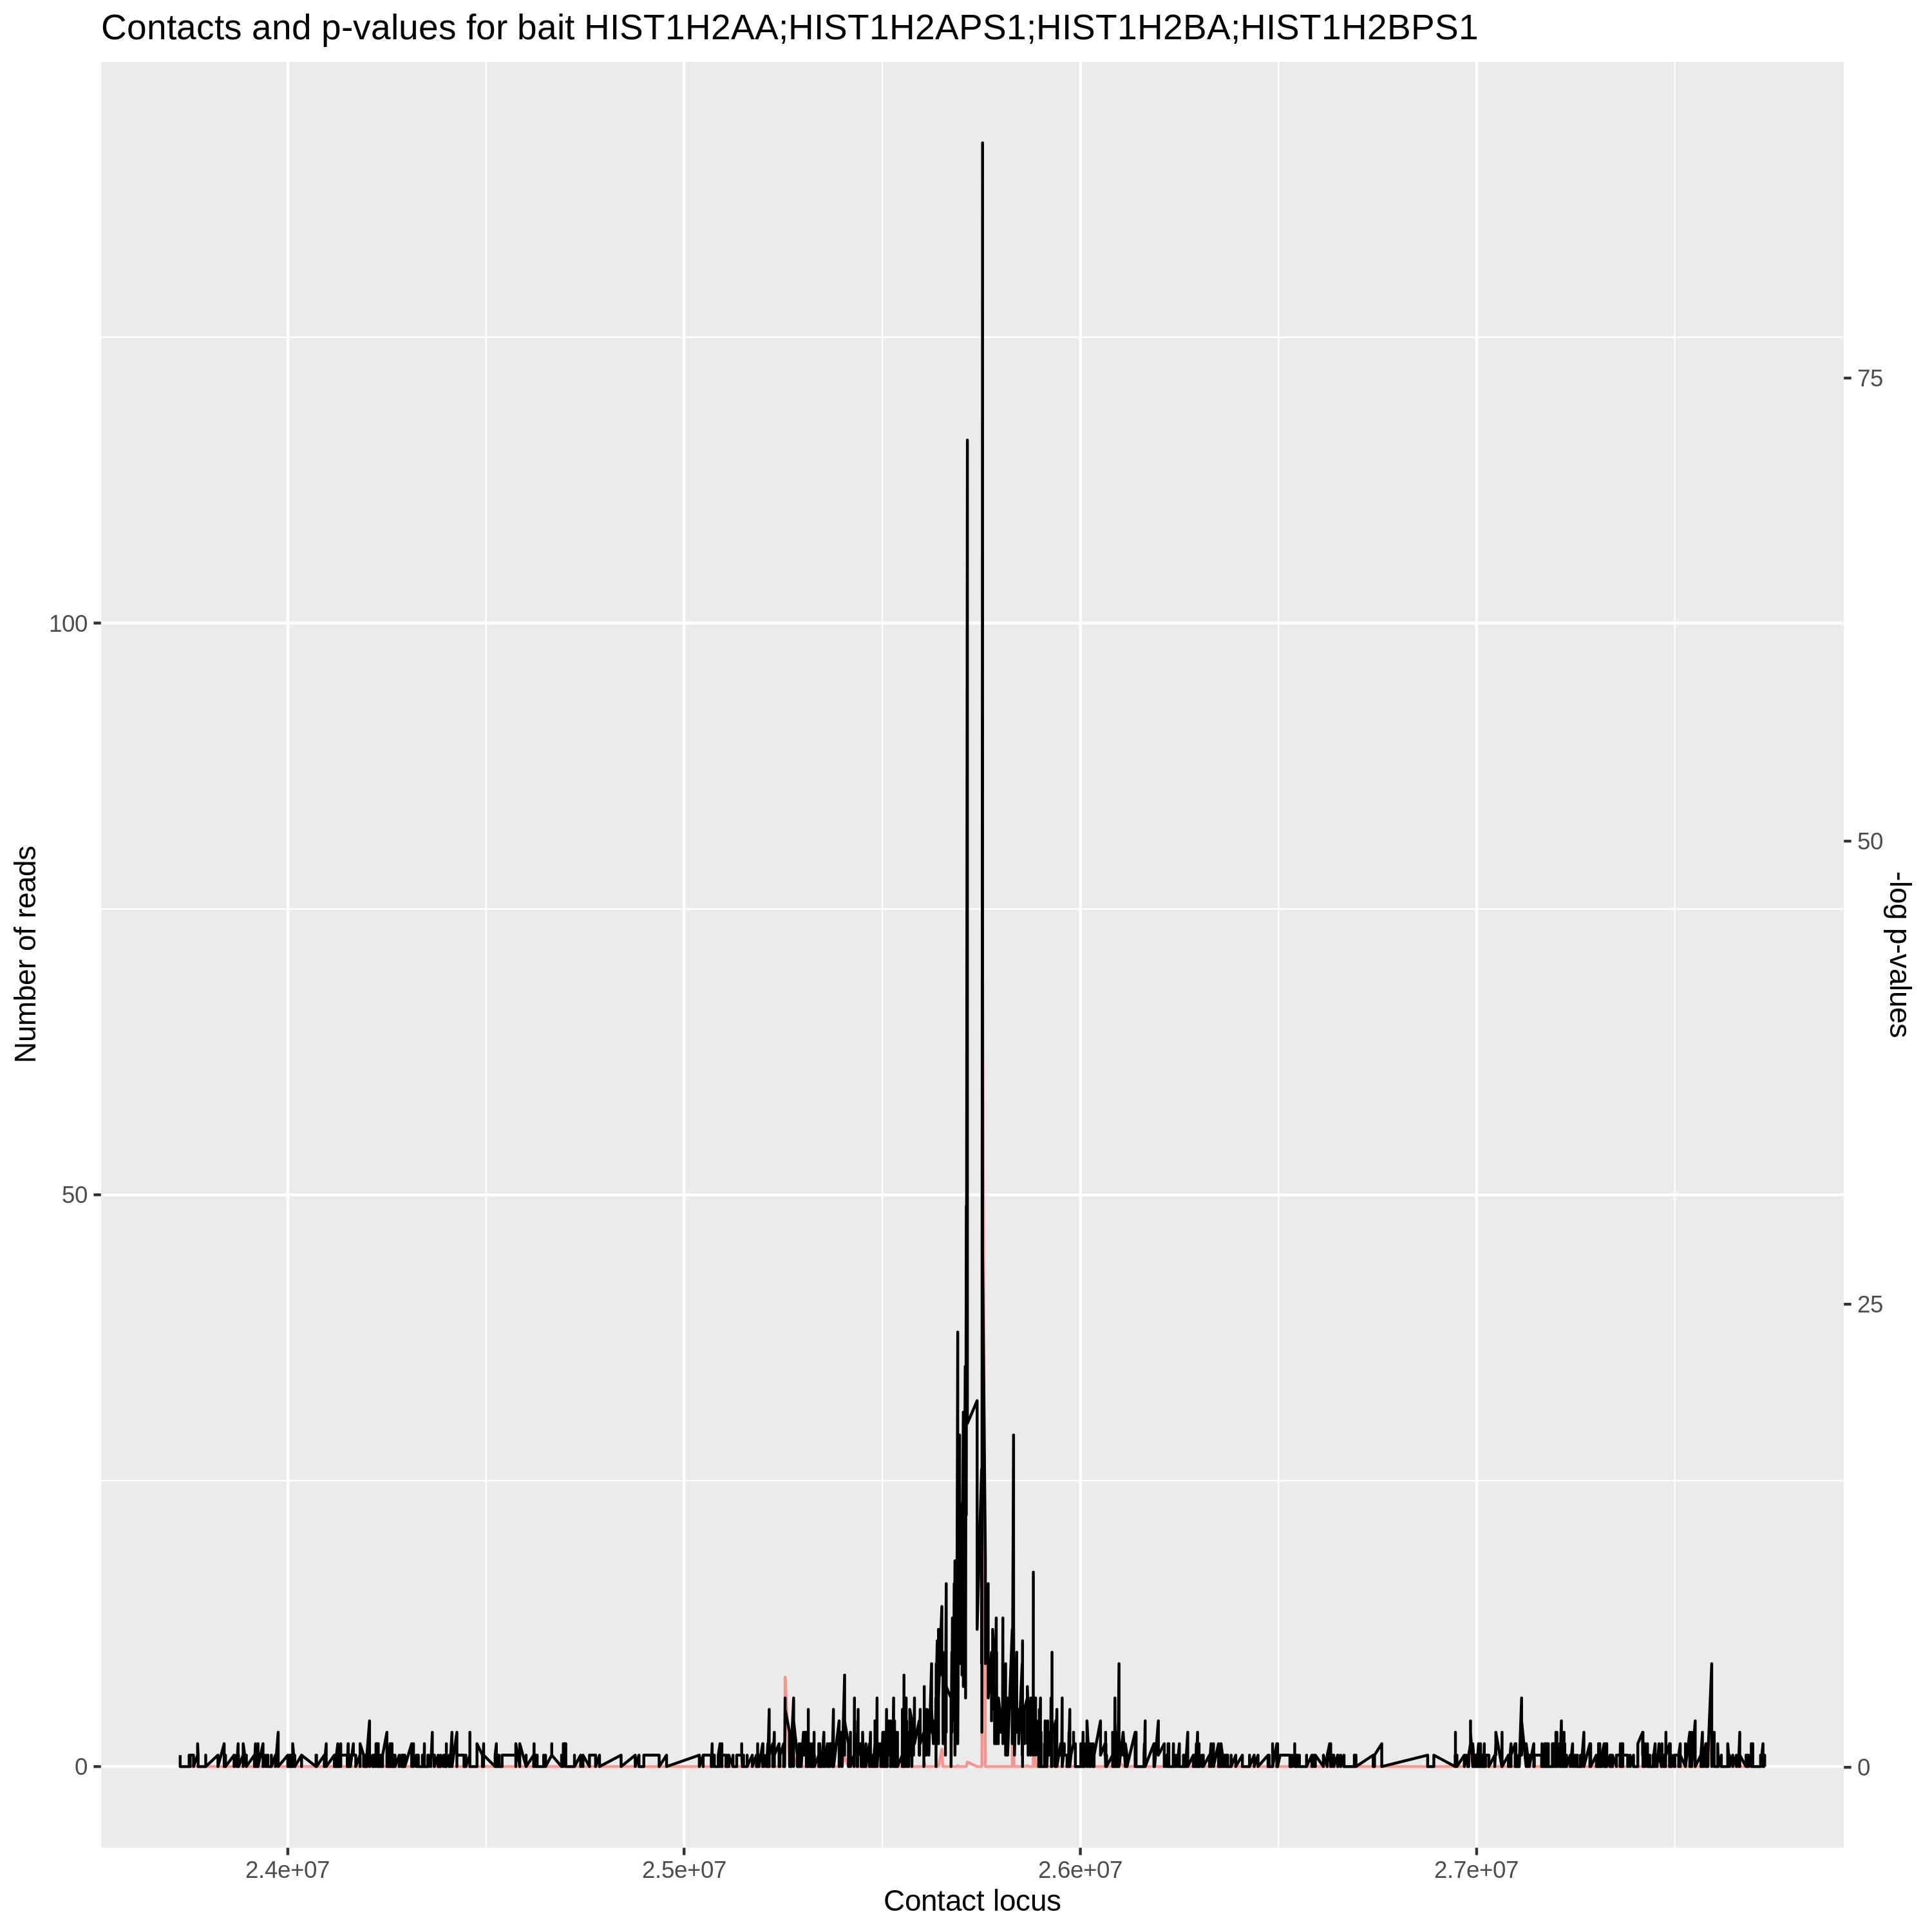 Contacts and p-values for bait HIST1H2AA;HIST1H2APS1;HIST1H2BA;HIST1H2BPS1
100
50
0
Number of reads
75
50
25
0
-log p-values
2.4e+07 2.5e+07 2.6e+07 2.7e+07
Contact locus